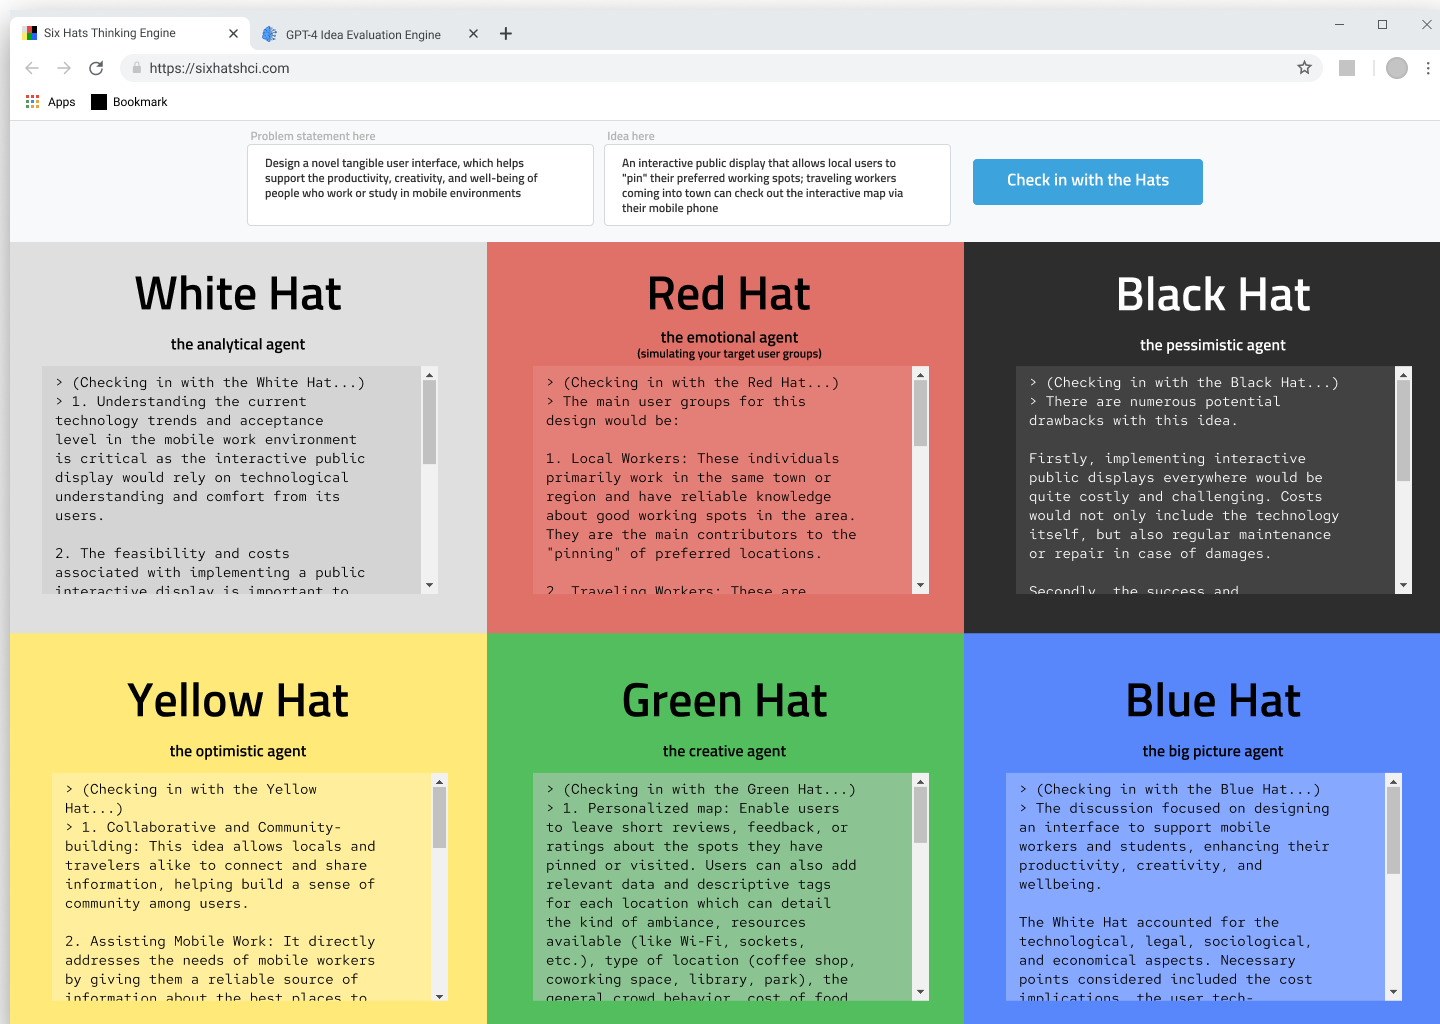 Six Hats Thinking Engine
GPT-4 Idea Evaluation Engine
https://sixhatshci.com
Apps
Bookmark
Problem statement here
Design a novel tangible user interface, which helps
support the productivity, creativity, and well-being of
people who work or study in mobile environments
Idea here
An interactive public display that allows local users to
"pin" their preferred working spots; traveling workers
coming into town can check out the interactive map via
their mobile phone
Check in with the Hats
White Hat
the analytical agent
> (Checking in with the White Hat...)
> 1. Understanding the current
technology trends and acceptance
level in the mobile work environment
is critical as the interactive public
display would rely on technological
understanding and comfort from its
users.
2. The feasibility and costs
associated with implementing a public
interactive display is important to
Red Hat
the emotional agent
(simulating your target user groups)
> (Checking in with the Red Hat...)
> The main user groups for this
design would be:
1. Local Workers: These individuals
primarily work in the same town or
region and have reliable knowledge
about good working spots in the area.
They are the main contributors to the
"pinning" of preferred locations.
2. Traveling Workers: These are
Black Hat
the pessimistic agent
> (Checking in with the Black Hat...)
> There are numerous potential
drawbacks with this idea.
Firstly, implementing interactive
public displays everywhere would be
quite costly and challenging. Costs
would not only include the technology
itself, but also regular maintenance
or repair in case of damages.
Secondly, the success and
Yellow Hat
the optimistic agent
> (Checking in with the Yellow
Hat...)
> 1. Collaborative and Community-
building: This idea allows locals and
travelers alike to connect and share
information, helping build a sense of
community among users.
2. Assisting Mobile Work: It directly
addresses the needs of mobile workers
by giving them a reliable source of
information about the best places to
Green Hat
the creative agent
> (Checking in with the Green Hat...)
> 1. Personalized map: Enable users
to leave short reviews, feedback, or
ratings about the spots they have
pinned or visited. Users can also add
relevant data and descriptive tags
for each location which can detail
the kind of ambiance, resources
available (like Wi-Fi, sockets,
etc.), type of location (coffee shop,
coworking space, library, park), the
general crowd behavior, cost of food
Blue Hat
the big picture agent
> (Checking in with the Blue Hat...)
> The discussion focused on designing
an interface to support mobile
workers and students, enhancing their
productivity, creativity, and
wellbeing.
The White Hat accounted for the
technological, legal, sociological,
and economical aspects. Necessary
points considered included the cost
implications, the user tech-